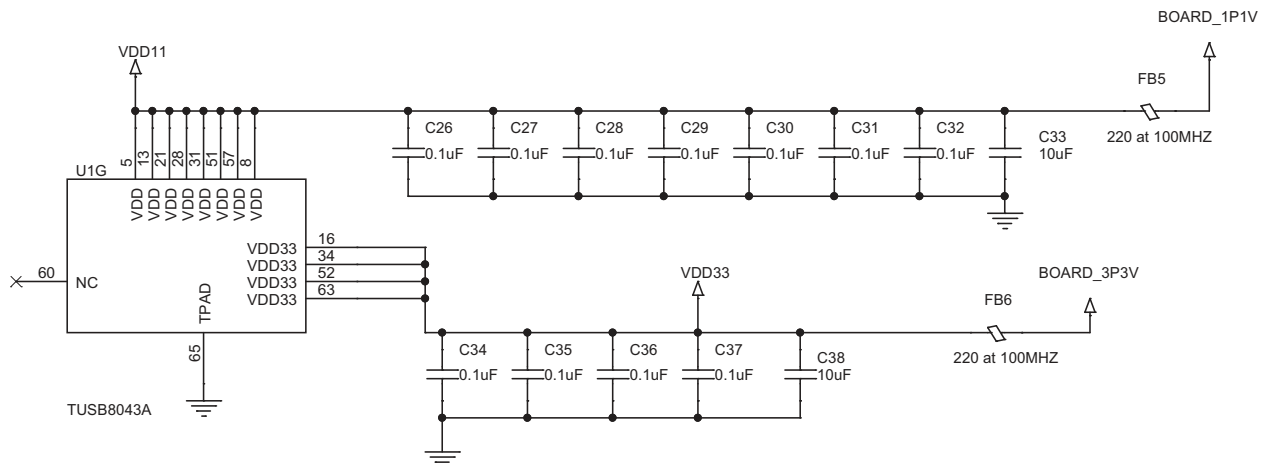 BOARD_1P1V
VDD11
FB5
C26 C27 C28 C29 C30 C31 C32 C33
0.1uF 0.1uF 0.1uF 0.1uF 0.1uF 0.1uF 0.1uF 10uF
220 at 100MHZ
5 13 21 28 31 51 57 8
U1G
VDD VDD VDD VDD VDD VDD VDD VDD
VDD33 16
VDD33 34
VDD33 52
VDD33 63
60 NC
TPAD
65
VDD33
BOARD_3P3V
FB6
C34 C35 C36 C37 C38
0.1uF 0.1uF 0.1uF 0.1uF 10uF
220 at 100MHZ
TUSB8043A